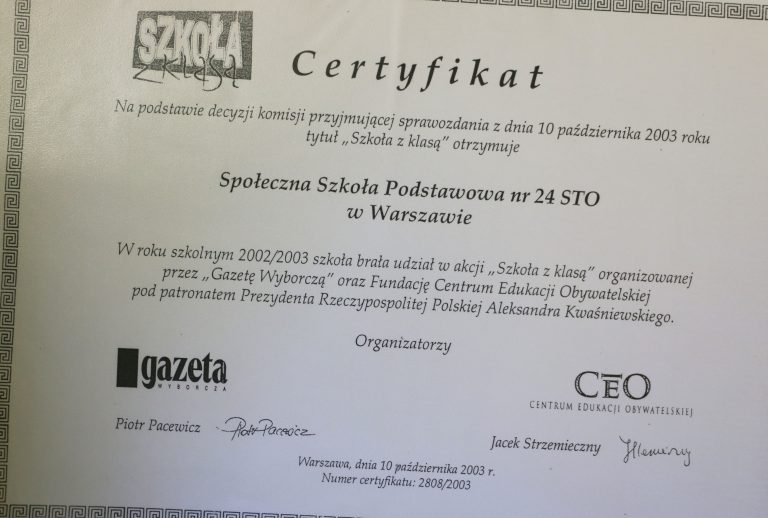 SZKOŁA
z klasą
Certyfikat
Na podstawie decyzji komisji przyjmującej sprawozdania z dnia 10 października 2003 roku
tytuł „Szkoła z klasą” otrzymuje
Społeczna Szkoła Podstawowa nr 24 STO
w Warszawie
W roku szkolnym 2002/2003 szkoła brała udział w akcji „Szkoła z klasą” organizowanej
przez „Gazetę Wyborczą” oraz Fundację Centrum Edukacji Obywatelskiej
pod patronatem Prezydenta Rzeczypospolitej Polskiej Aleksandra Kwaśniewskiego.
Organizatorzy
gazeta
WYBORCZA
CEO
CENTRUM EDUKACJI OBYWATELSKIEJ
Piotr Pacewicz Piotr Pacewicz
Jacek Strzemieczny
Warszawa, dnia 10 października 2003 r.
Numer certyfikatu: 2808/2003